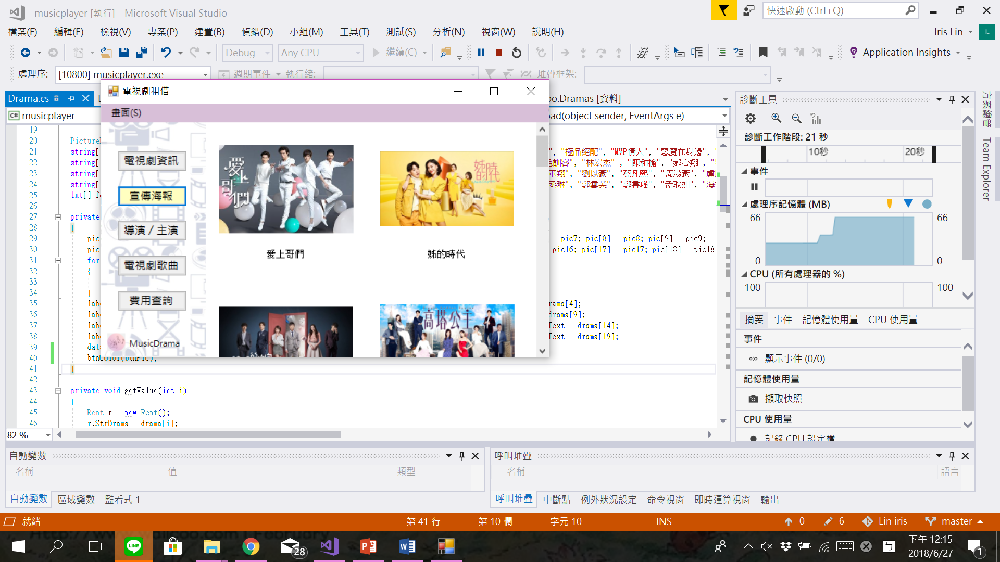 musicplayer [執行] - Microsoft Visual Studio
快速啟動 (Ctrl+Q)
檔案(F) 編輯(E) 檢視(V) 專案(P) 建置(B) 偵錯(D) 小組(M) 工具(T) 測試(S) 分析(N) 視窗(W) 說明(H)
Iris Lin IL
Debug Any CPU 繼續(C) Application Insights
處理序: [10800] musicplayer.exe 週期事件 執行緒: 堆疊框架:
Drama.cs
oo.Dramas [資料]
C# musicplayer
oad(object sender, EventArgs e)
電視劇租借
畫面(S)
電視劇資訊
宣傳海報
導演 / 主演
電視劇歌曲
費用查詢
MusicDrama
愛上哥們
愛上哥們
姊的時代
姊的時代
高塔公主
19
20 Picture
21 string[ "極品絕配", "MVP情人", "惡魔在身邊",
22 string[ "林宏杰" , "陳和榆", "郝心翔",
23 string[ "劉以豪", "蔡凡熙", "周湯豪",
24 string[ "郭雪芙", "郭書瑤", "孟耿如",
25 int[] f
26
27 private
28 {
29 pic = pic7; pic[8] = pic8; pic[9] = pic9;
30 pic pic16; pic[17] = pic17; pic[18] = pic18
31 for
32 {
33
34 }
35 labe rama[4];
36 labe drama[9];
37 labe Text = drama[14];
38 labe Text = drama[19];
39 data
40 btnColor(btnPic);
41 }
42
43 private void getValue(int i)
44 {
45 Rent r = new Rent();
46 r.StrDrama = drama[i];
82 %
診斷工具
診斷工作階段: 21 秒
10秒 20秒
事件
處理序記憶體 (MB)
66 66
0 0
CPU (所有處理器的 %)
100 100
摘要 事件 記憶體使用量 CPU 使用量
事件
顯示事件 (0/0)
記憶體使用量
擷取快照
CPU 使用量
記錄 CPU 設定檔
方案總管
Team Explorer
自動變數
名稱 值 類型
自動變數 區域變數 監看式 1
呼叫堆疊
名稱 語言
呼叫堆疊 中斷點 例外狀況設定 命令視窗 即時運算視窗 輸出
就緒 第 41 行 第 10 欄 字元 10 INS 0 6 Lin iris master
LINE
28
下午 12:15
2018/6/27
1